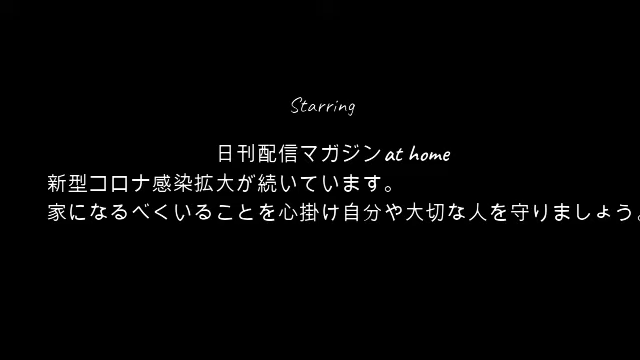 Starring
日刊配信マガジンat home
新型コロナ感染拡大が続いています。
家になるべくいることを心掛け自分や大切な人を守りましょう。